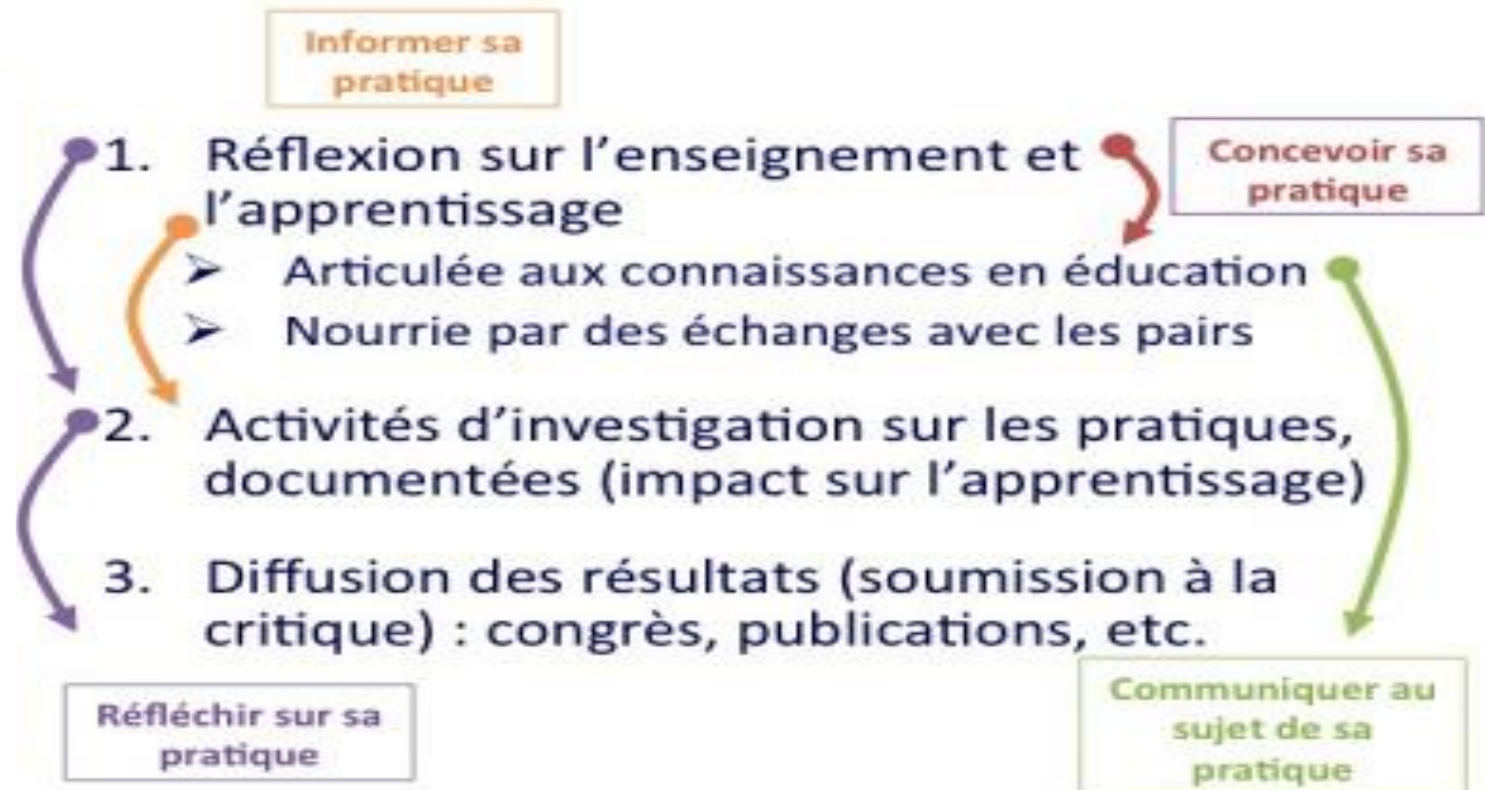 Informer sa
pratique
1. Réflexion sur l’enseignement et
l’apprentissage
Concevoir sa
pratique
➢ Articulée aux connaissances en éducation
➢ Nourrie par des échanges avec les pairs
2. Activités d’investigation sur les pratiques,
documentées (impact sur l’apprentissage)
3. Diffusion des résultats (soumission à la
critique) : congrès, publications, etc.
Réfléchir sur sa
pratique
Communiquer au
sujet de sa
pratique